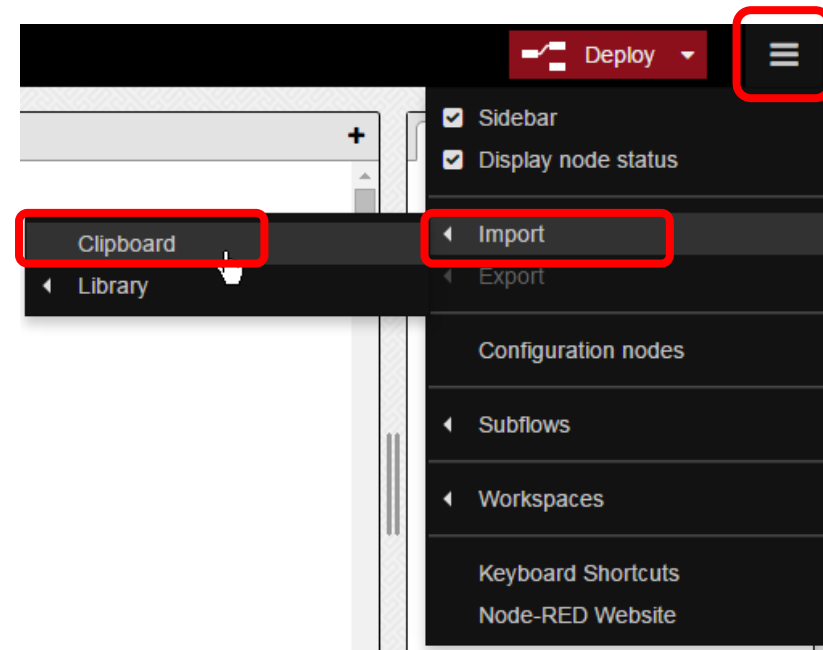 Deploy
+
Sidebar
Display node status
Clipboard
Import
Library
Export
Configuration nodes
Subflows
Workspaces
Keyboard Shortcuts
Node-RED Website